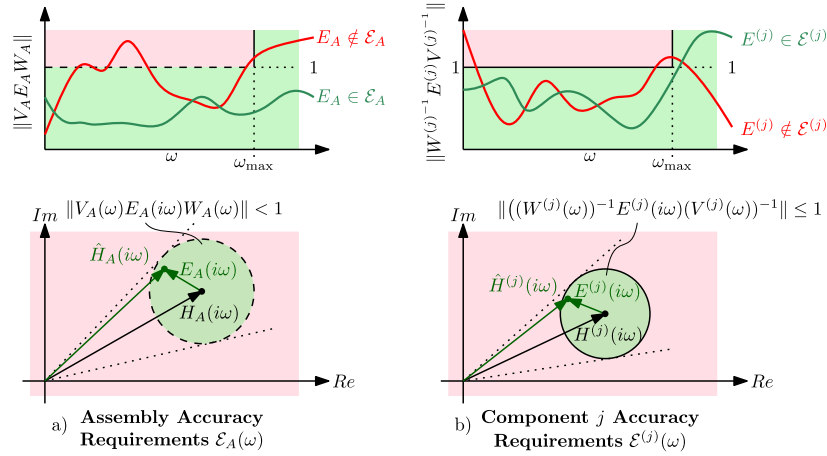 ‖V_A E_A W_A‖
E_A ∉ ℰ_A
1
E_A ∈ ℰ_A
ω
ω_max
‖W^(j)⁻¹ E^(j) V^(j)⁻¹‖
1
E^(j) ∈ ℰ^(j)
1
E^(j) ∉ ℰ^(j)
ω
ω_max
Im
‖V_A(ω)E_A(iω)W_A(ω)‖ < 1
Ĥ_A(iω)
E_A(iω)
H_A(iω)
Re
a) Assembly Accuracy
Requirements ℰ_A(ω)
Im
‖((W^(j)(ω))⁻¹E^(j)(iω)(V^(j)(ω))⁻¹‖ ≤ 1
Ĥ^(j)(iω)
E^(j)(iω)
H^(j)(iω)
Re
b) Component j Accuracy
Requirements ℰ^(j)(ω)